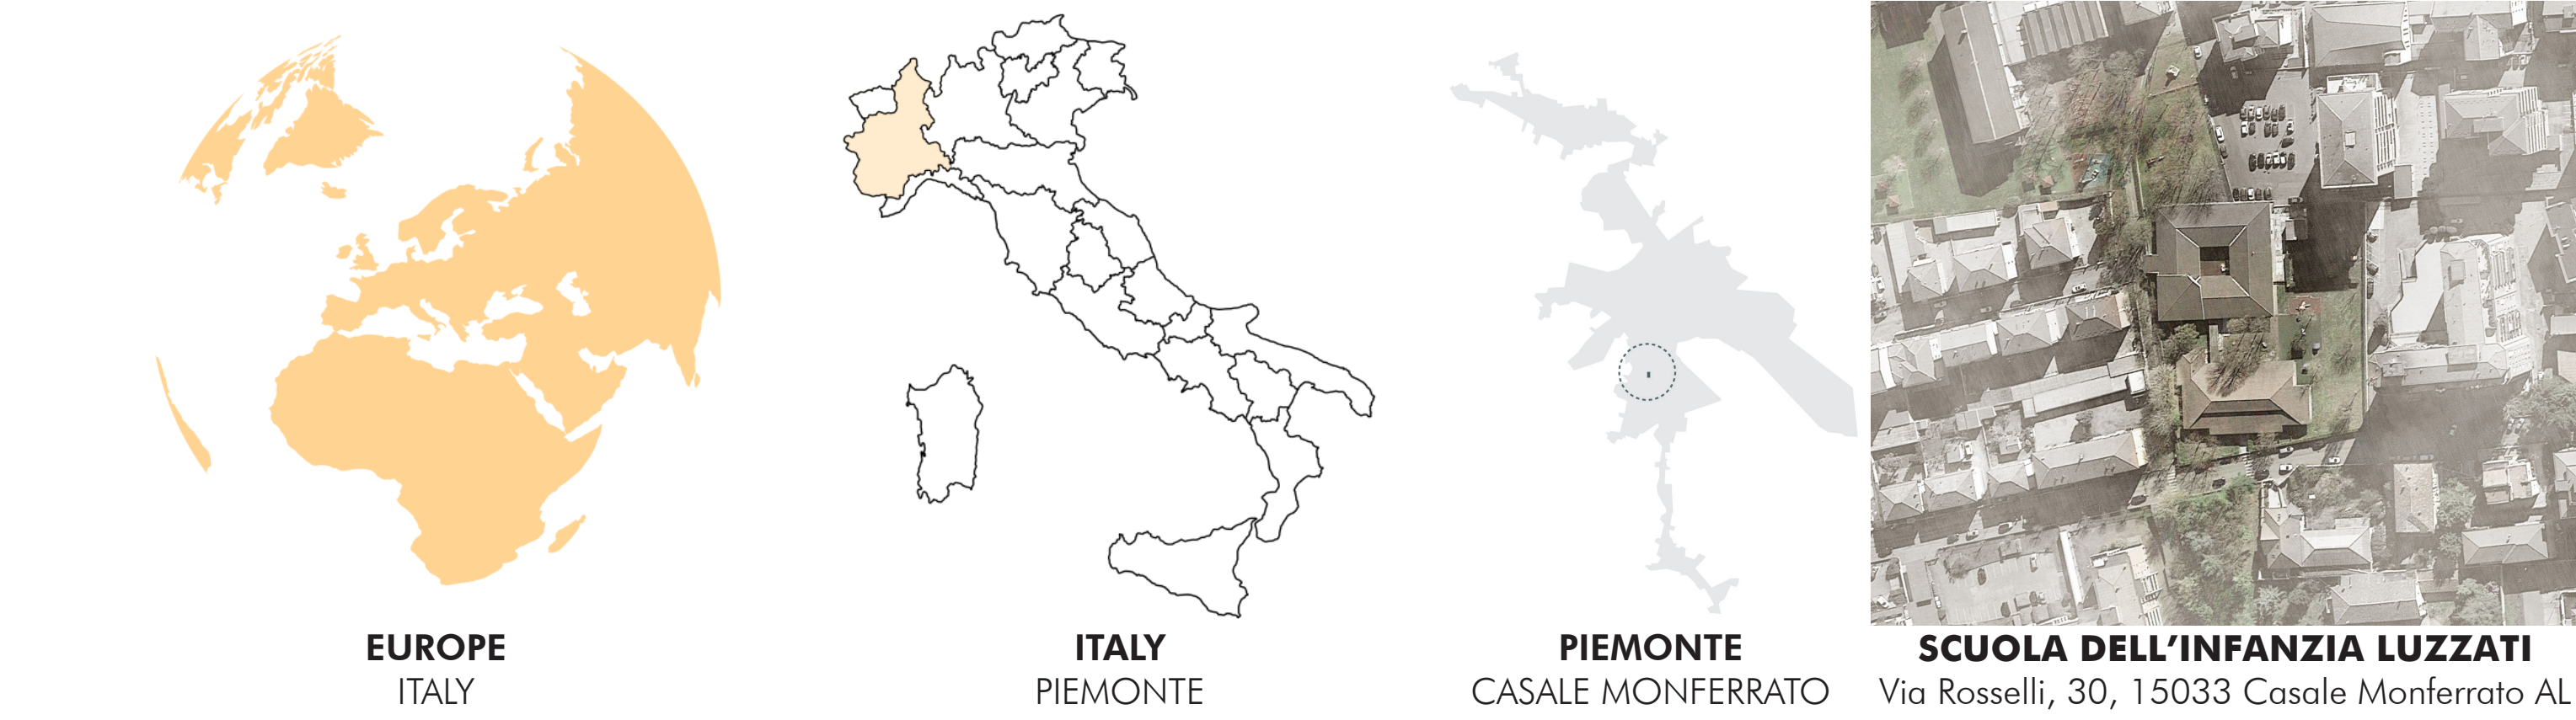 EUROPE
ITALY
ITALY
PIEMONTE
PIEMONTE
CASALE MONFERRATO
SCUOLA DELL’INFANZIA LUZZATI
Via Rosselli, 30, 15033 Casale Monferrato AL